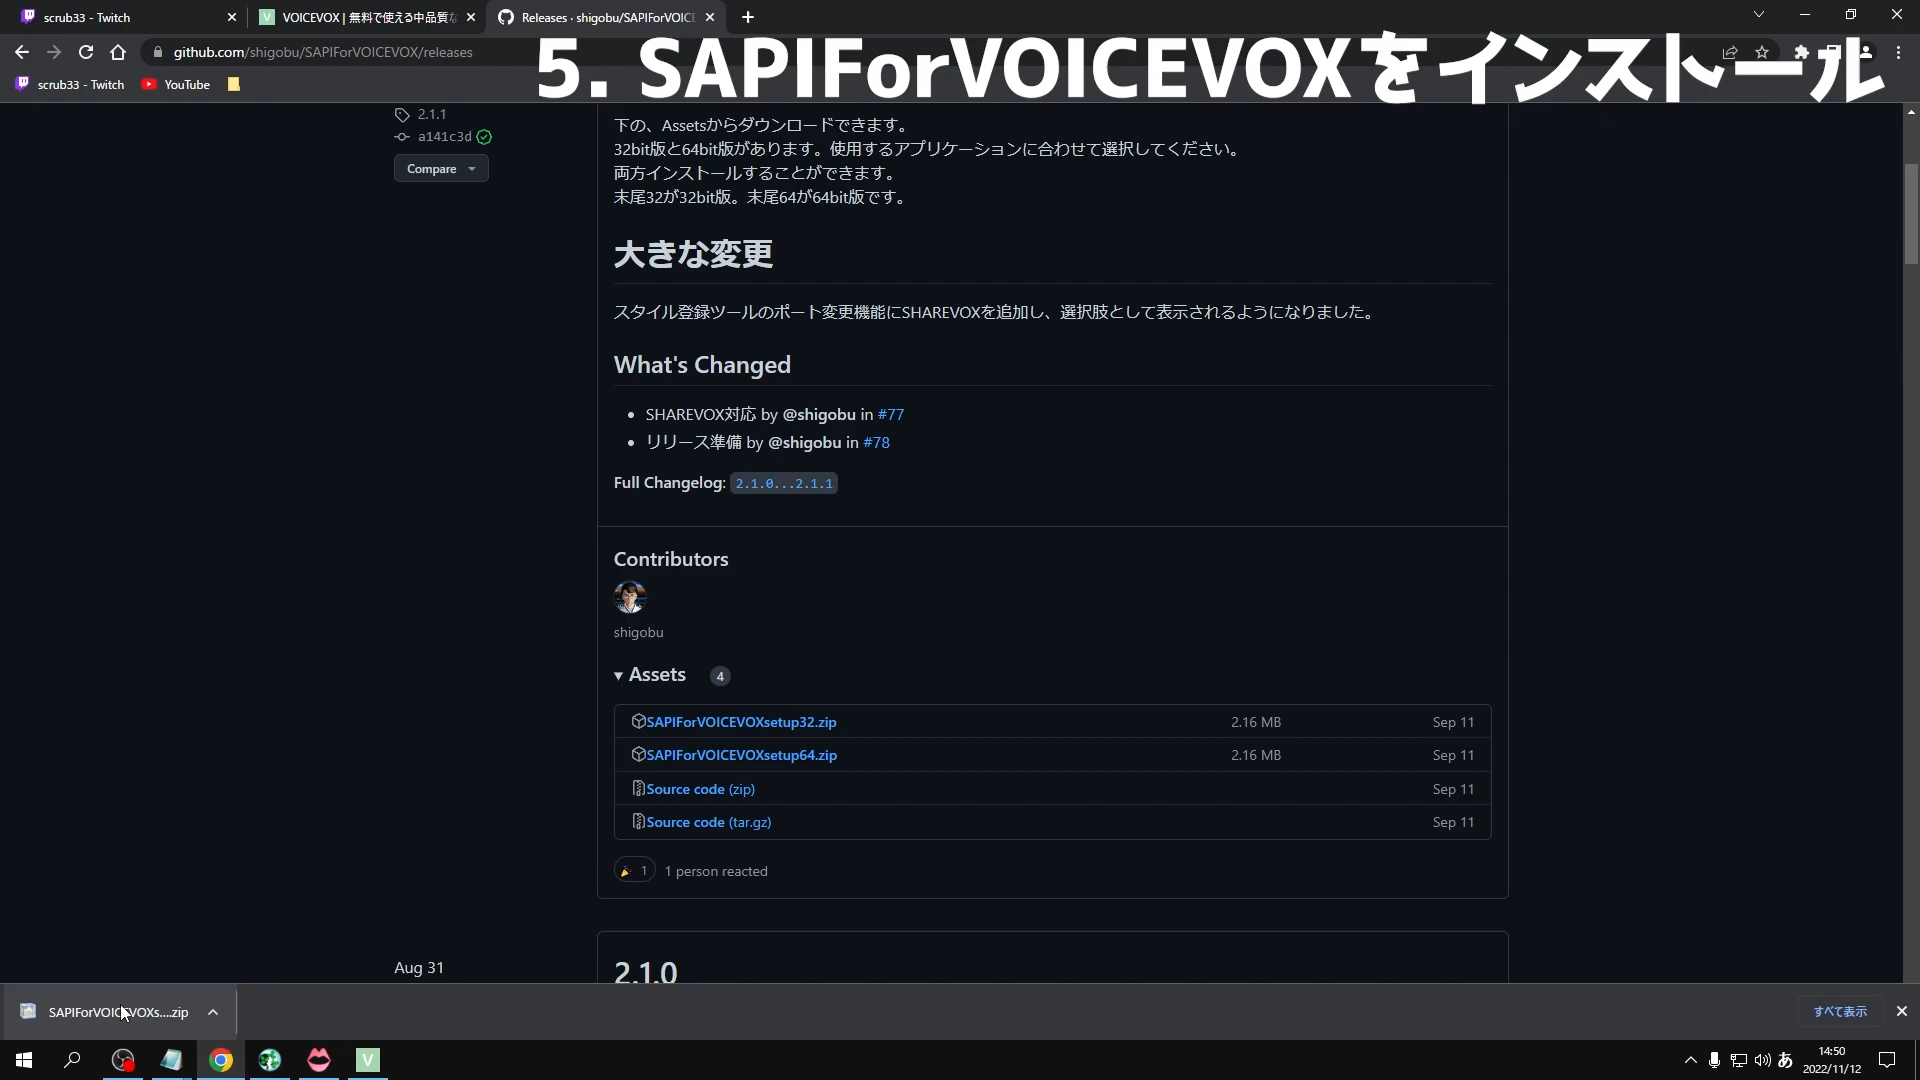 scrub33 - Twitch
VOICEVOX | 無料で使える中品質な
Releases · shigobu/SAPIForVOICE
github.com/shigobu/SAPIForVOICEVOX/releases
5. SAPIForVOICEVOXをインストール
scrub33 - Twitch
YouTube
2.1.1
a141c3d
Compare
下の、Assetsからダウンロードできます。
32bit版と64bit版があります。使用するアプリケーションに合わせて選択してください。
両方インストールすることができます。
末尾32が32bit版。末尾64が64bit版です。
大きな変更
スタイル登録ツールのポート変更機能にSHAREVOXを追加し、選択肢として表示されるようになりました。
What's Changed
• SHAREVOX対応 by @shigobu in #77
• リリース準備 by @shigobu in #78
Full Changelog: 2.1.0...2.1.1
Contributors
shigobu
Assets 4
SAPIForVOICEVOXsetup32.zip 2.16 MB Sep 11
SAPIForVOICEVOXsetup64.zip 2.16 MB Sep 11
Source code (zip) Sep 11
Source code (tar.gz) Sep 11
1 1 person reacted
Aug 31
2.1.0
SAPIForVOICEVOXs....zip
すべて表示
V
あ
14:50
2022/11/12